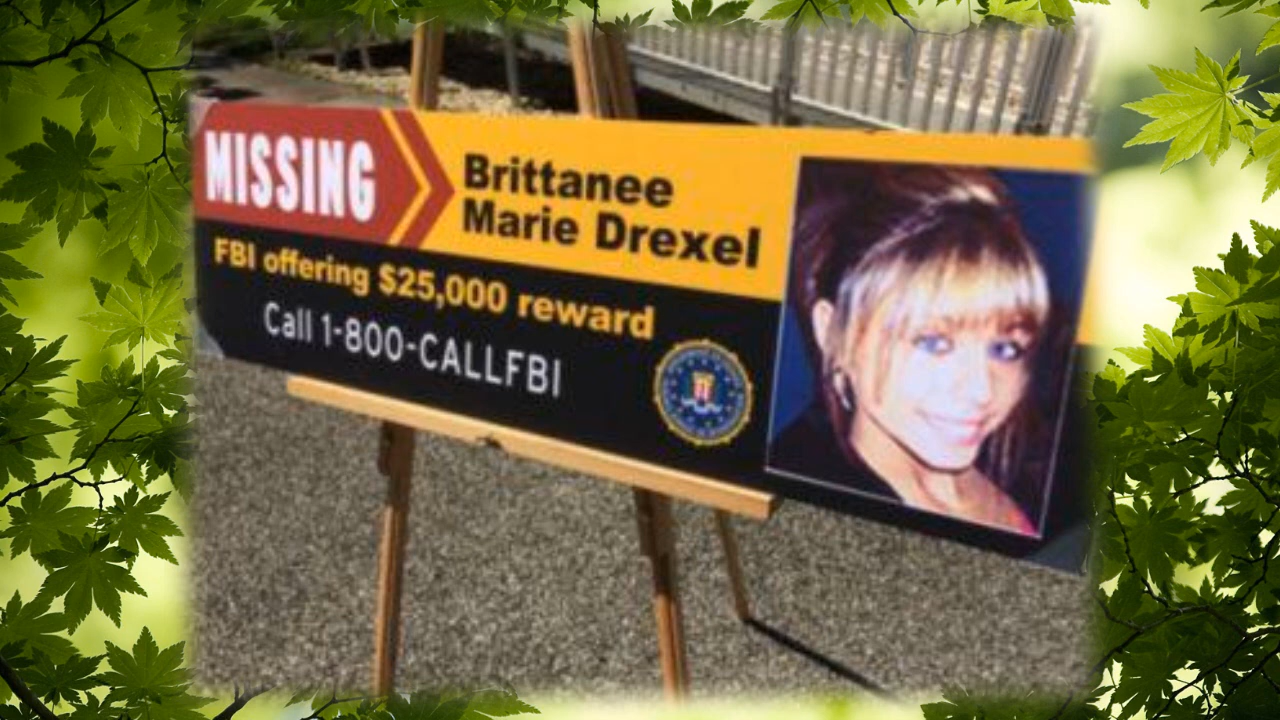 MISSING
Brittanee
Marie Drexel
FBI offering $25,000 reward
Call 1-800-CALLFBI